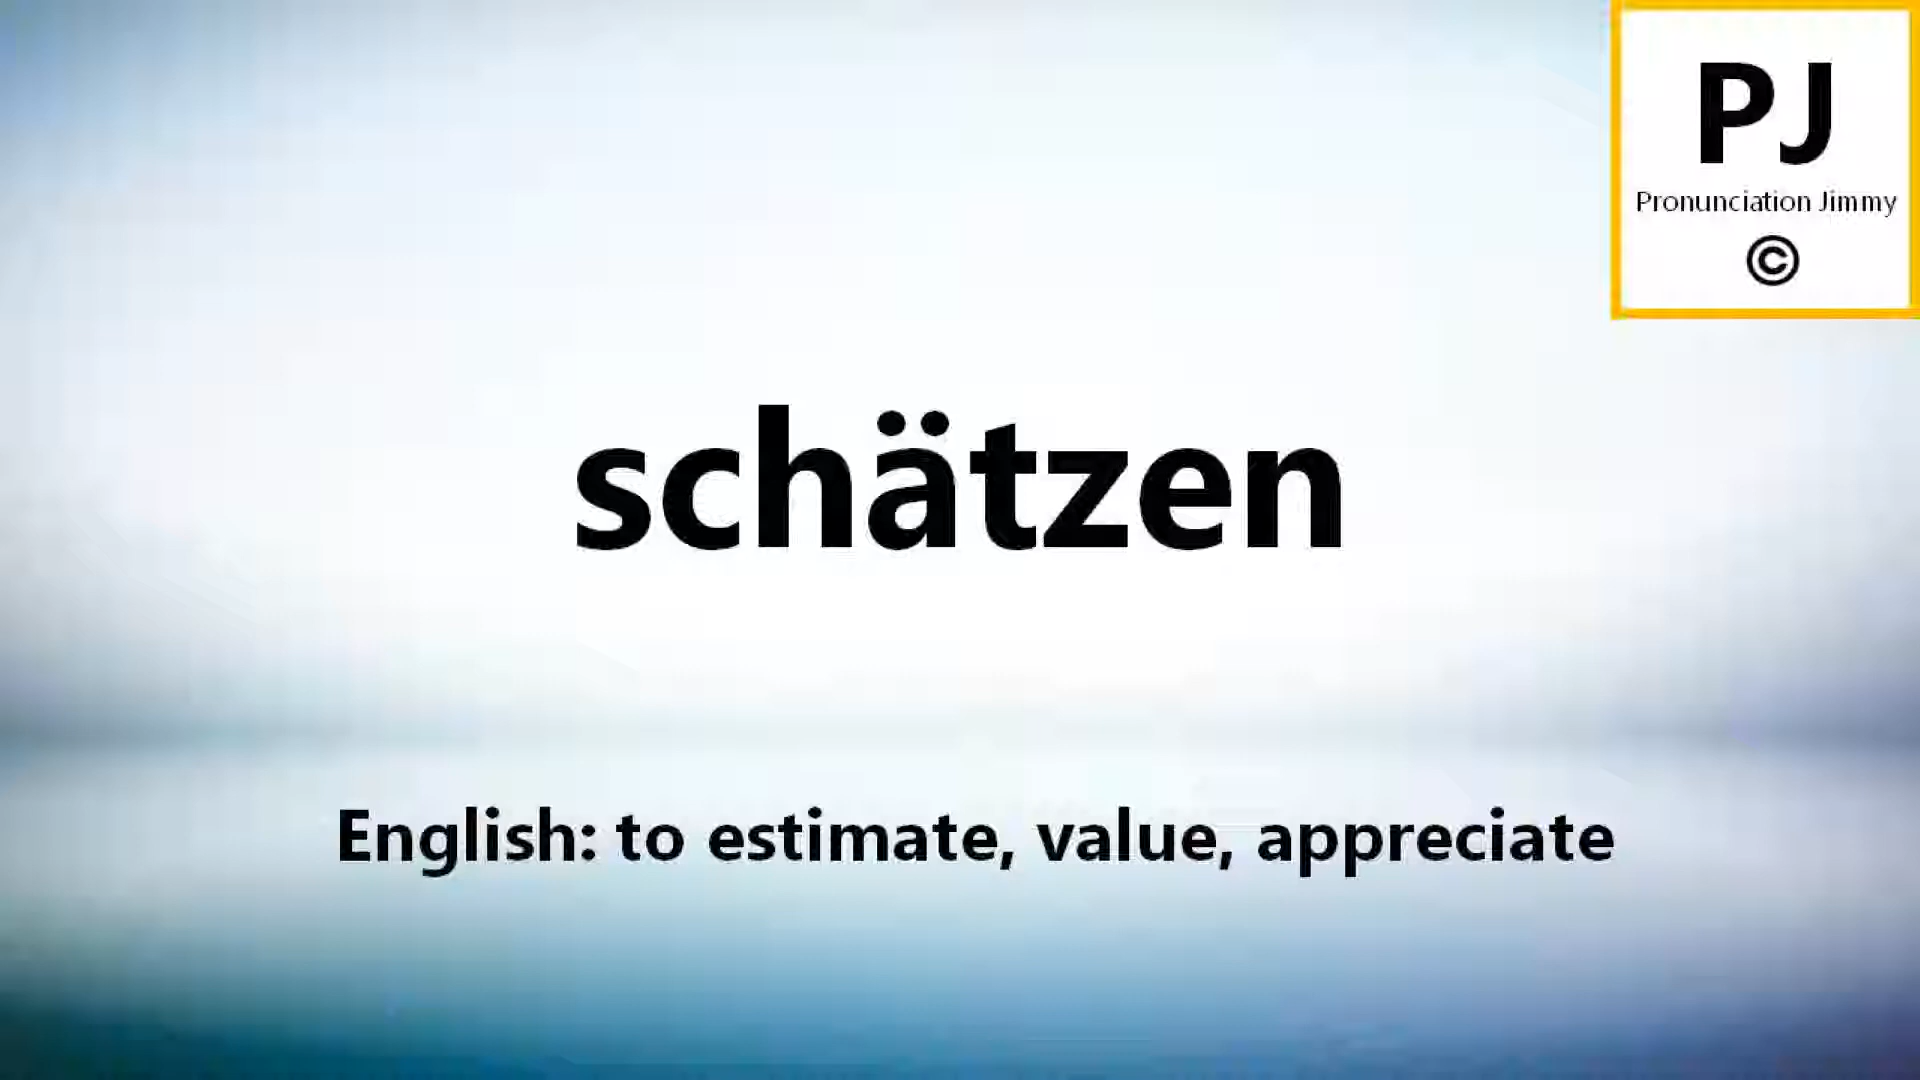 PJ
Pronunciation Jimmy
©
schätzen
English: to estimate, value, appreciate